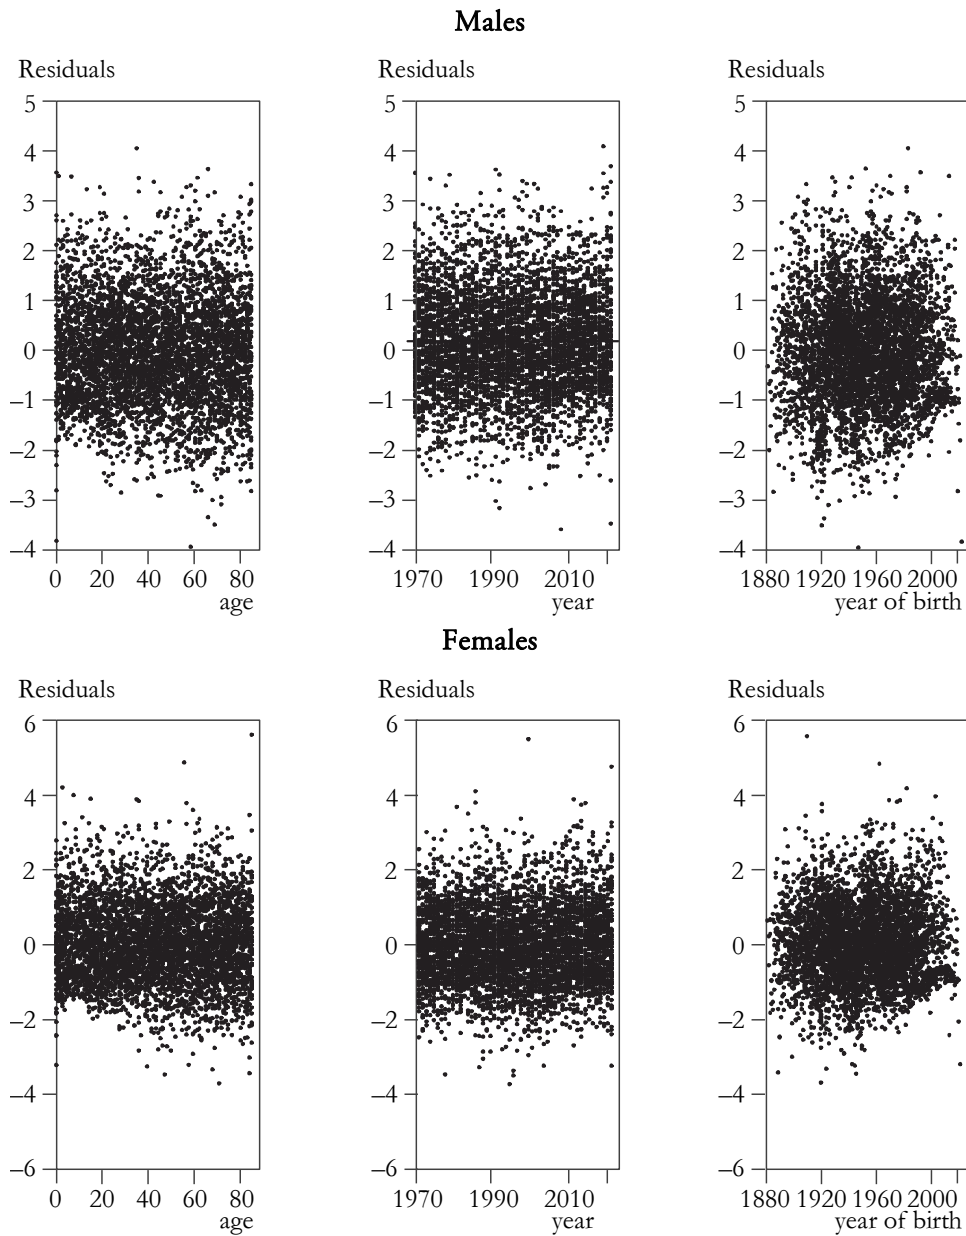 Males
Residuals Residuals Residuals
5 5 5
4 4 4
3 3 3
2 2 2
1 1 1
0 0 0
–1 –1 –1
–2 –2 –2
–3 –3 –3
–4 –4 –4
0 20 40 60 80 1970 1990 2010 1880 1920 1960 2000
age year year of birth
Females
Residuals Residuals Residuals
6 6 6
4 4 4
2 2 2
0 0 0
–2 –2 –2
–4 –4 –4
–6 –6 –6
0 20 40 60 80 1970 1990 2010 1880 1920 1960 2000
age year year of birth